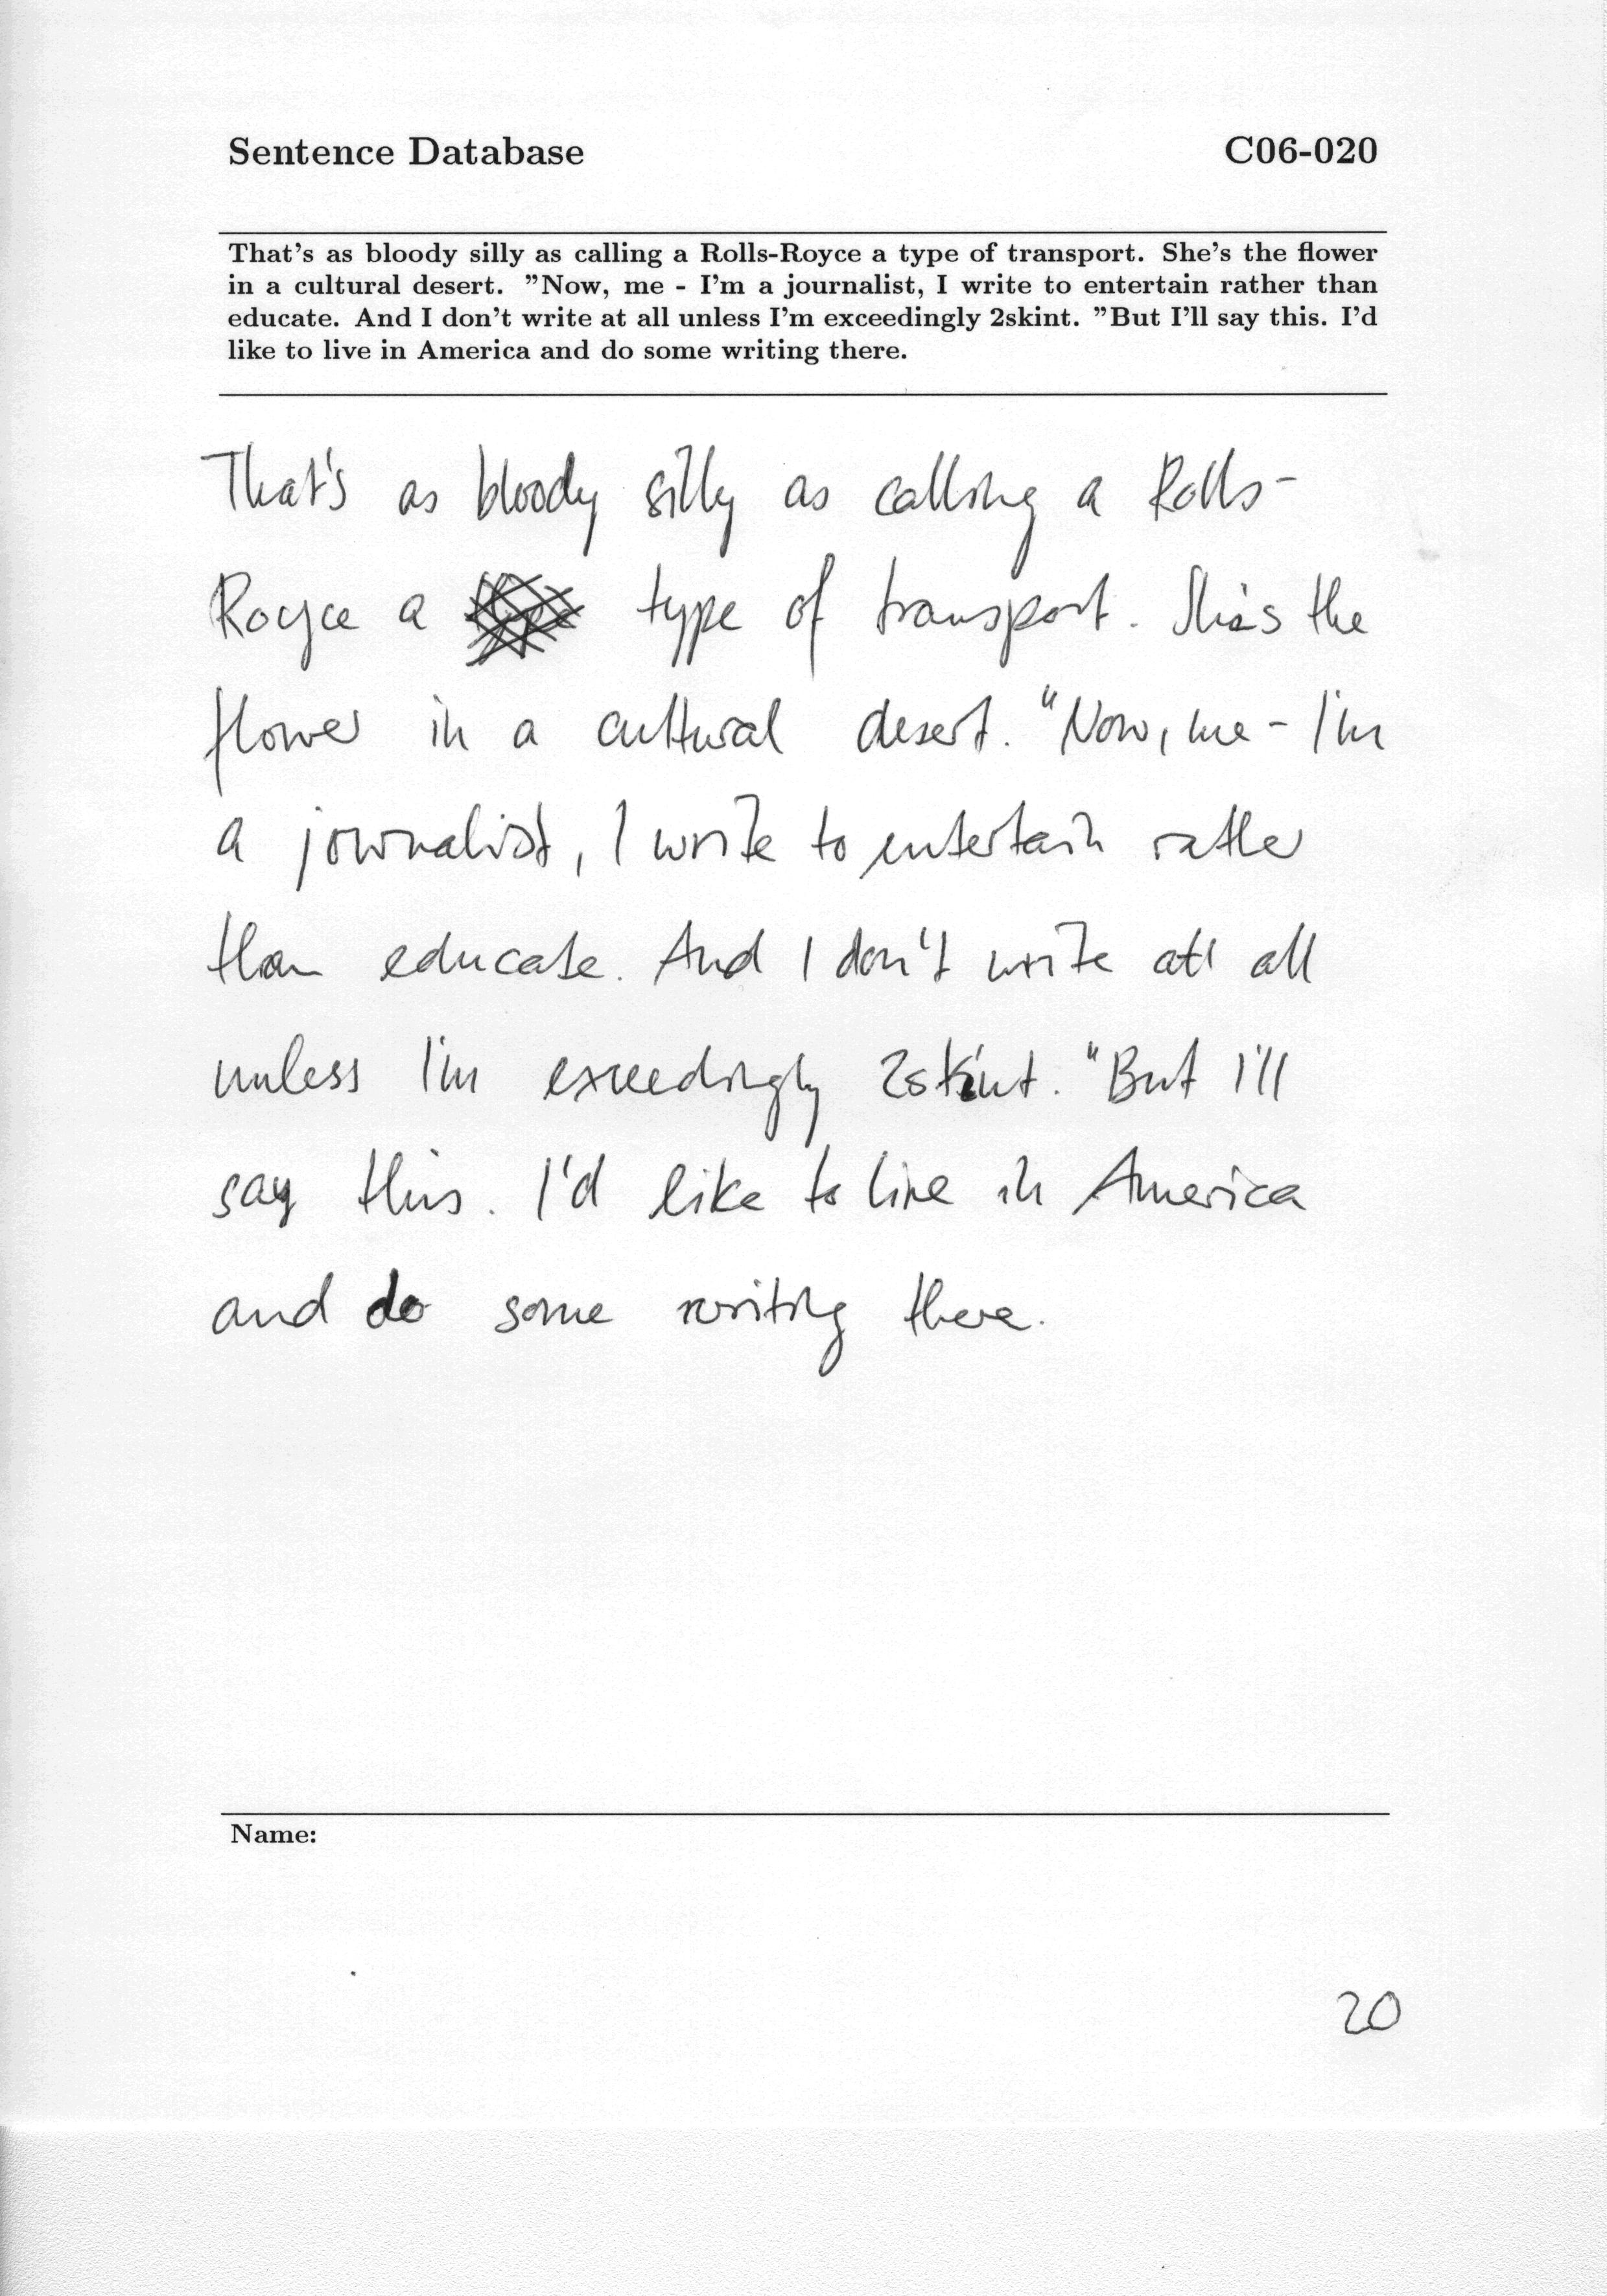 Sentence Database C06-020
That's as bloody silly as calling a Rolls-Royce a type of transport. She's the flower
in a cultural desert. "Now, me - I'm a journalist, I write to entertain rather than
educate. And I don't write at all unless I'm exceedingly 2skint. "But I'll say this. I'd
like to live in America and do some writing there.
That's as bloody silly as calling a Rolls-
Royce a type of transport. She's the
flower in a cultural desert. "Now, me - I'm
a journalist, I write to entertain rather
than educate. And I don't write at all
unless I'm exceedingly 2skint. "But I'll
say this. I'd like to live in America
and do some writing there.
Name:
20